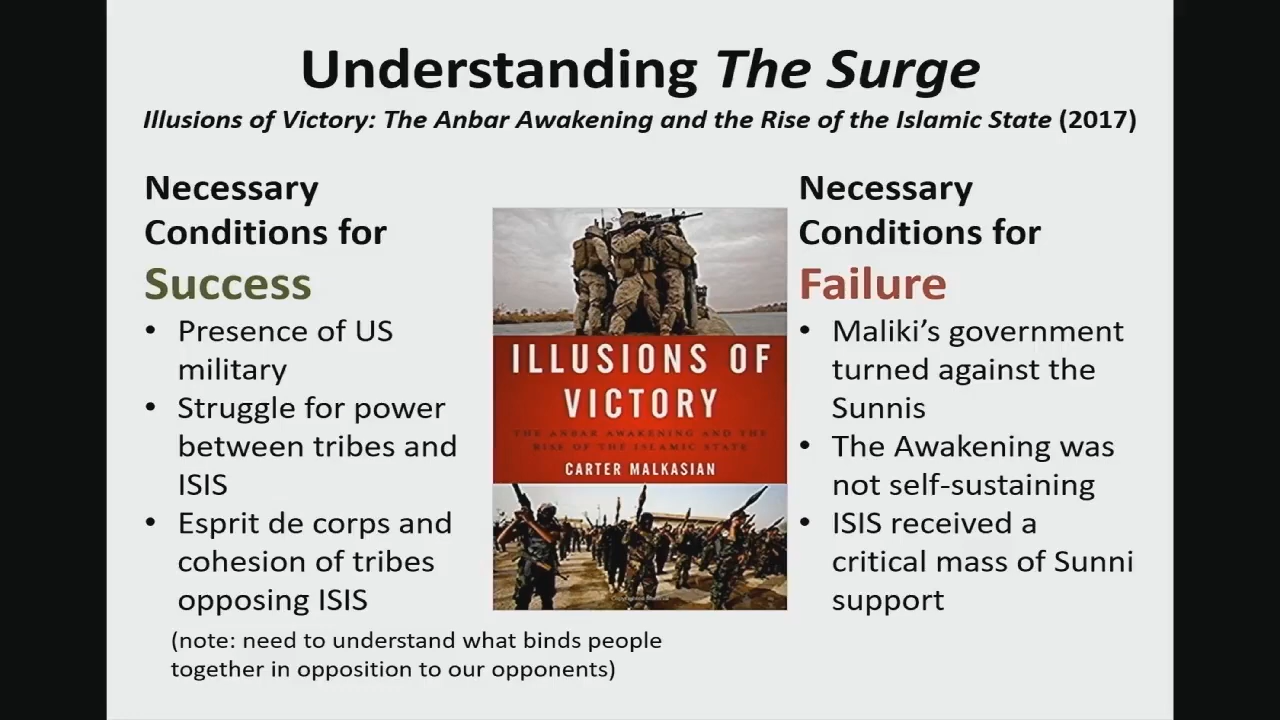 Understanding The Surge
Illusions of Victory: The Anbar Awakening and the Rise of the Islamic State (2017)
Necessary
Conditions for
Success
• Presence of US
military
• Struggle for power
between tribes and
ISIS
• Esprit de corps and
cohesion of tribes
opposing ISIS
(note: need to understand what binds people
together in opposition to our opponents)
ILLUSIONS OF
VICTORY
THE ANBAR AWAKENING AND THE
RISE OF THE ISLAMIC STATE
CARTER MALKASIAN
Necessary
Conditions for
Failure
• Maliki’s government
turned against the
Sunnis
• The Awakening was
not self-sustaining
• ISIS received a
critical mass of Sunni
support